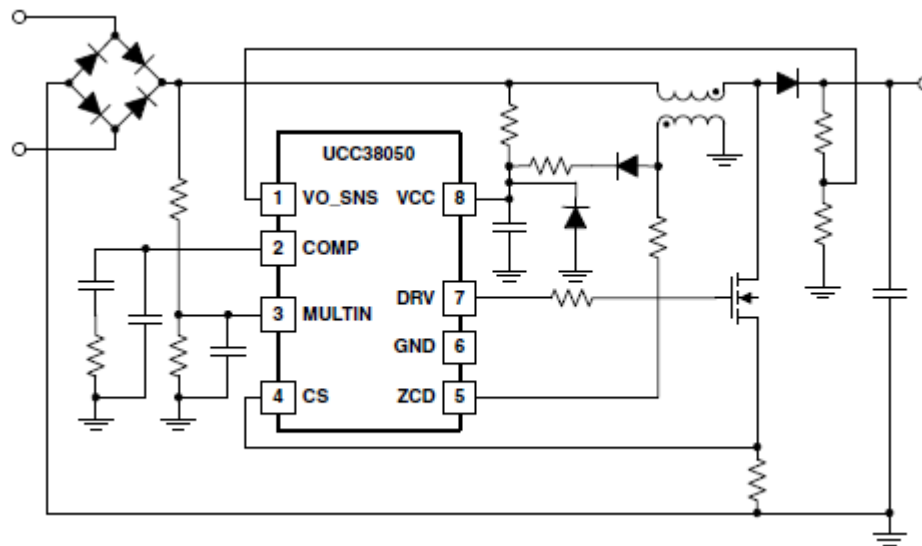 UCC38050
1 VO_SNS VCC 8
2 COMP
DRV 7
3 MULTIN
GND 6
4 CS ZCD 5